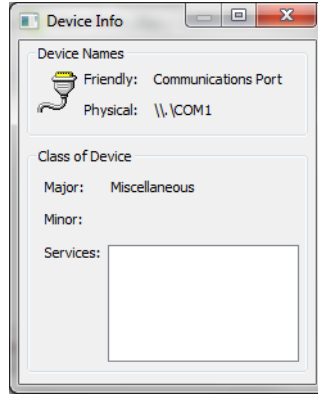 Device Info
Device Names
Friendly: Communications Port
Physical: \\.\COM1
Class of Device
Major: Miscellaneous
Minor:
Services: